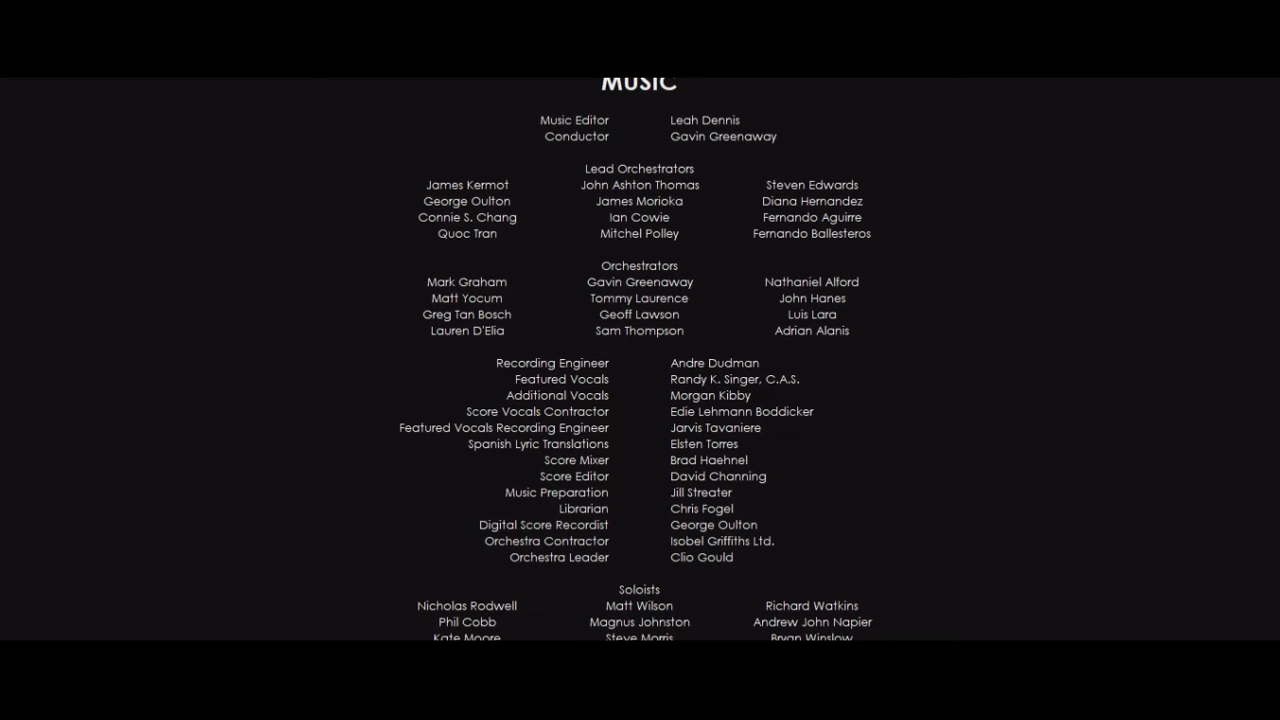 MUSIC
Music Editor Leah Dennis
Conductor Gavin Greenaway
Lead Orchestrators
James Kermot John Ashton Thomas Steven Edwards
George Oulton James Morioka Diana Hernandez
Connie S. Chang Ian Cowie Fernando Aguirre
Quoc Tran Mitchel Polley Fernando Ballesteros
Orchestrators
Mark Graham Gavin Greenaway Nathaniel Alford
Matt Yocum Tommy Laurence John Hanes
Greg Tan Bosch Geoff Lawson Luis Lara
Lauren D'Elia Sam Thompson Adrian Alanis
Recording Engineer Andre Dudman
Featured Vocals Randy K. Singer, C.A.S.
Additional Vocals Morgan Kibby
Score Vocals Contractor Edie Lehmann Boddicker
Featured Vocals Recording Engineer Jarvis Tavaniere
Spanish Lyric Translations Elsten Torres
Score Mixer Brad Haehnel
Score Editor David Channing
Music Preparation Jill Streater
Librarian Chris Fogel
Digital Score Recordist George Oulton
Orchestra Contractor Isobel Griffiths Ltd.
Orchestra Leader Clio Gould
Soloists
Nicholas Rodwell Matt Wilson Richard Watkins
Phil Cobb Magnus Johnston Andrew John Napier
Kate Moore Steve Morris Bryan Winslow